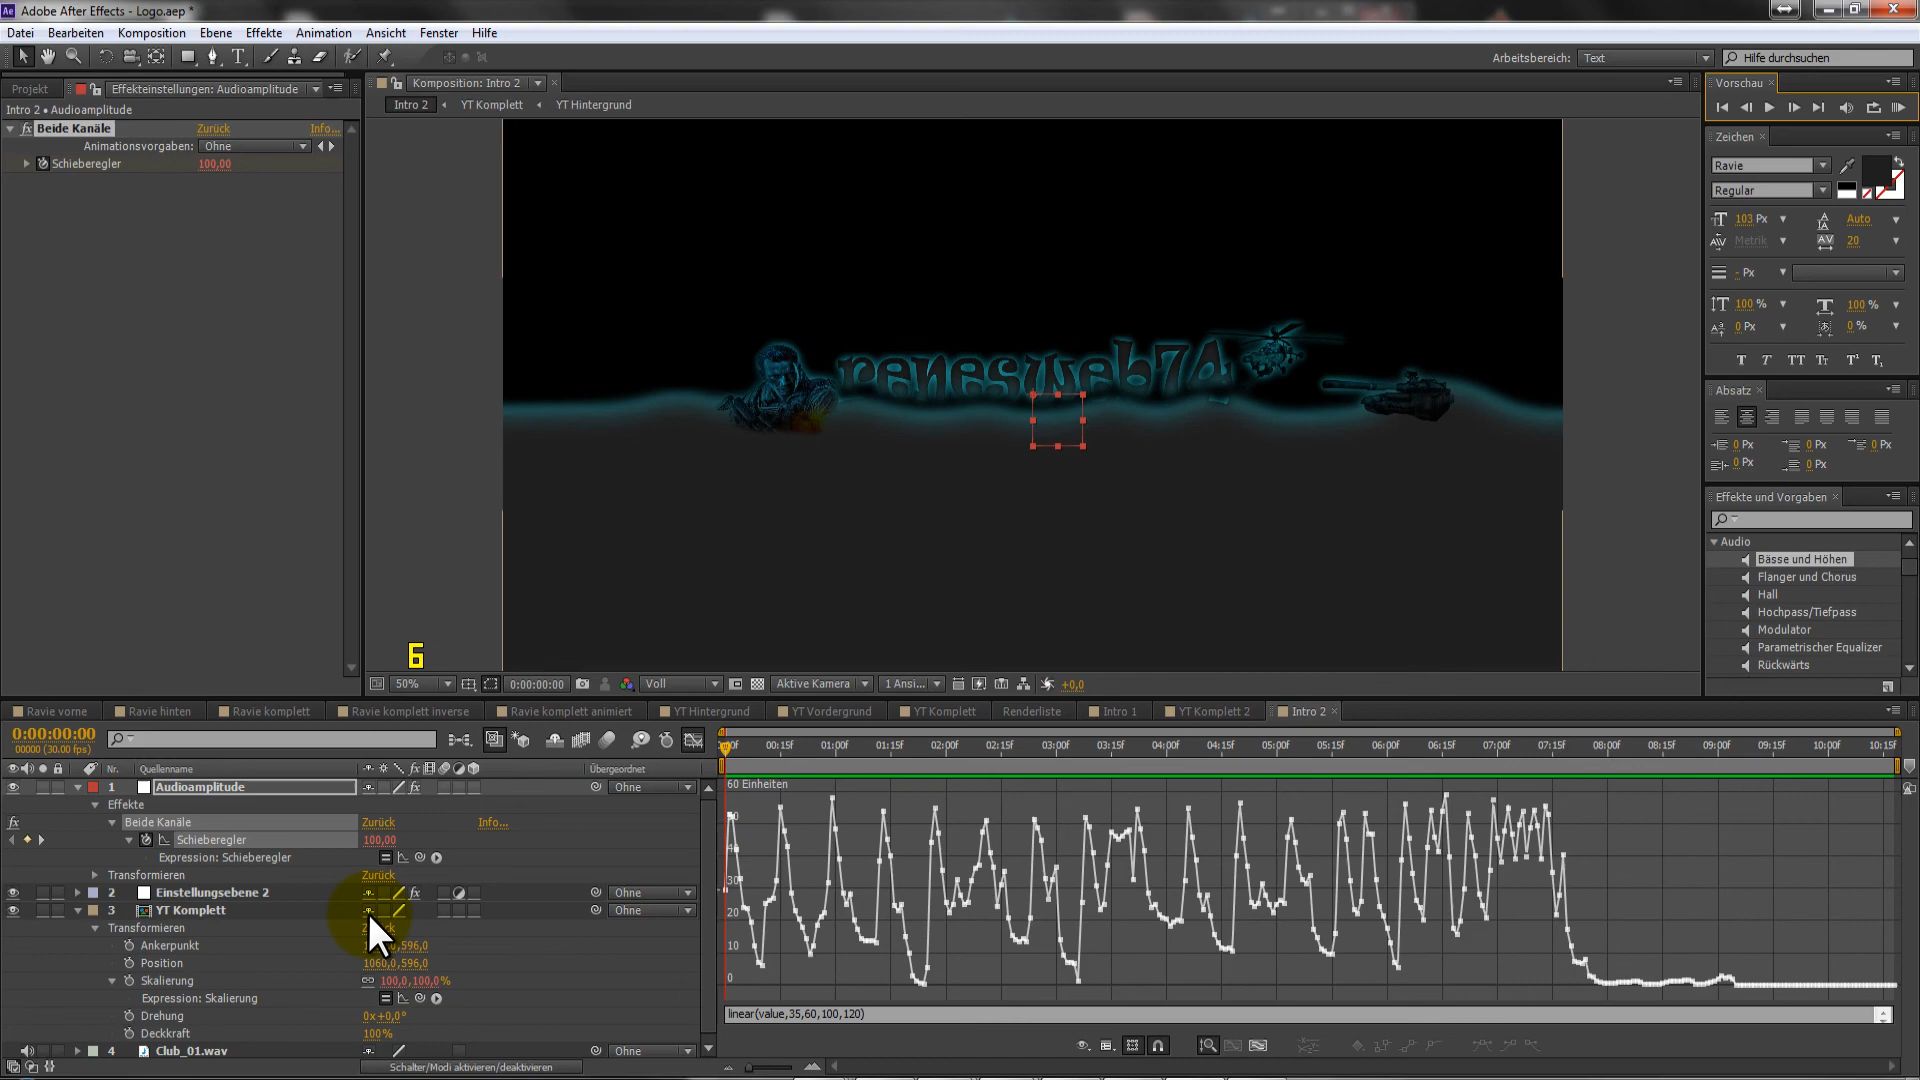 Adobe After Effects - Logo.aep *
Datei Bearbeiten Komposition Ebene Effekte Animation Ansicht Fenster Hilfe
Arbeitsbereich: Text Hilfe durchsuchen
Projekt Effekteinstellungen: Audioamplitude
Intro 2 • Audioamplitude
fx Beide Kanäle Zurück Info...
Animationsvorgaben: Ohne
Schieberegler 100,00
Komposition: Intro 2
Intro 2 YT Komplett YT Hintergrund
renesweb74
6
50% 0:00:00:00 Voll Aktive Kamera 1 Ansi... +0,0
Vorschau
Zeichen
Ravie
Regular
103 Px Auto
Metrik 20
- Px
100 % 100 %
0 Px 0 %
Absatz
0 Px 0 Px 0 Px
0 Px 0 Px
Effekte und Vorgaben
Audio
Bässe und Höhen
Flanger und Chorus
Hall
Hochpass/Tiefpass
Modulator
Parametrischer Equalizer
Rückwärts
Ravie vorne Ravie hinten Ravie komplett Ravie komplett inverse Ravie komplett animiert YT Hintergrund YT Vordergrund YT Komplett Renderliste Intro 1 YT Komplett 2 Intro 2
0:00:00:00
00000 (30.00 fps)
Nr. Quellenname Übergeordnet
1 Audioamplitude Ohne
Effekte
fx Beide Kanäle Zurück Info...
Schieberegler 100,00
Expression: Schieberegler
Transformieren Zurück
2 Einstellungsebene 2 fx Ohne
3 YT Komplett Ohne
Transformieren
Ankerpunkt ,596,0
Position 1060,0,596,0
Skalierung 100,0,100,0%
Expression: Skalierung
Drehung 0x+0,0°
Deckkraft 100%
4 Club_01.wav Ohne
Schalter/Modi aktivieren/deaktivieren
00f 00:15f 01:00f 01:15f 02:00f 02:15f 03:00f 03:15f 04:00f 04:15f 05:00f 05:15f 06:00f 06:15f 07:00f 07:15f 08:00f 08:15f 09:00f 09:15f 10:00f 10:15f
60 Einheiten
30
20
10
0
linear(value,35,60,100,120)